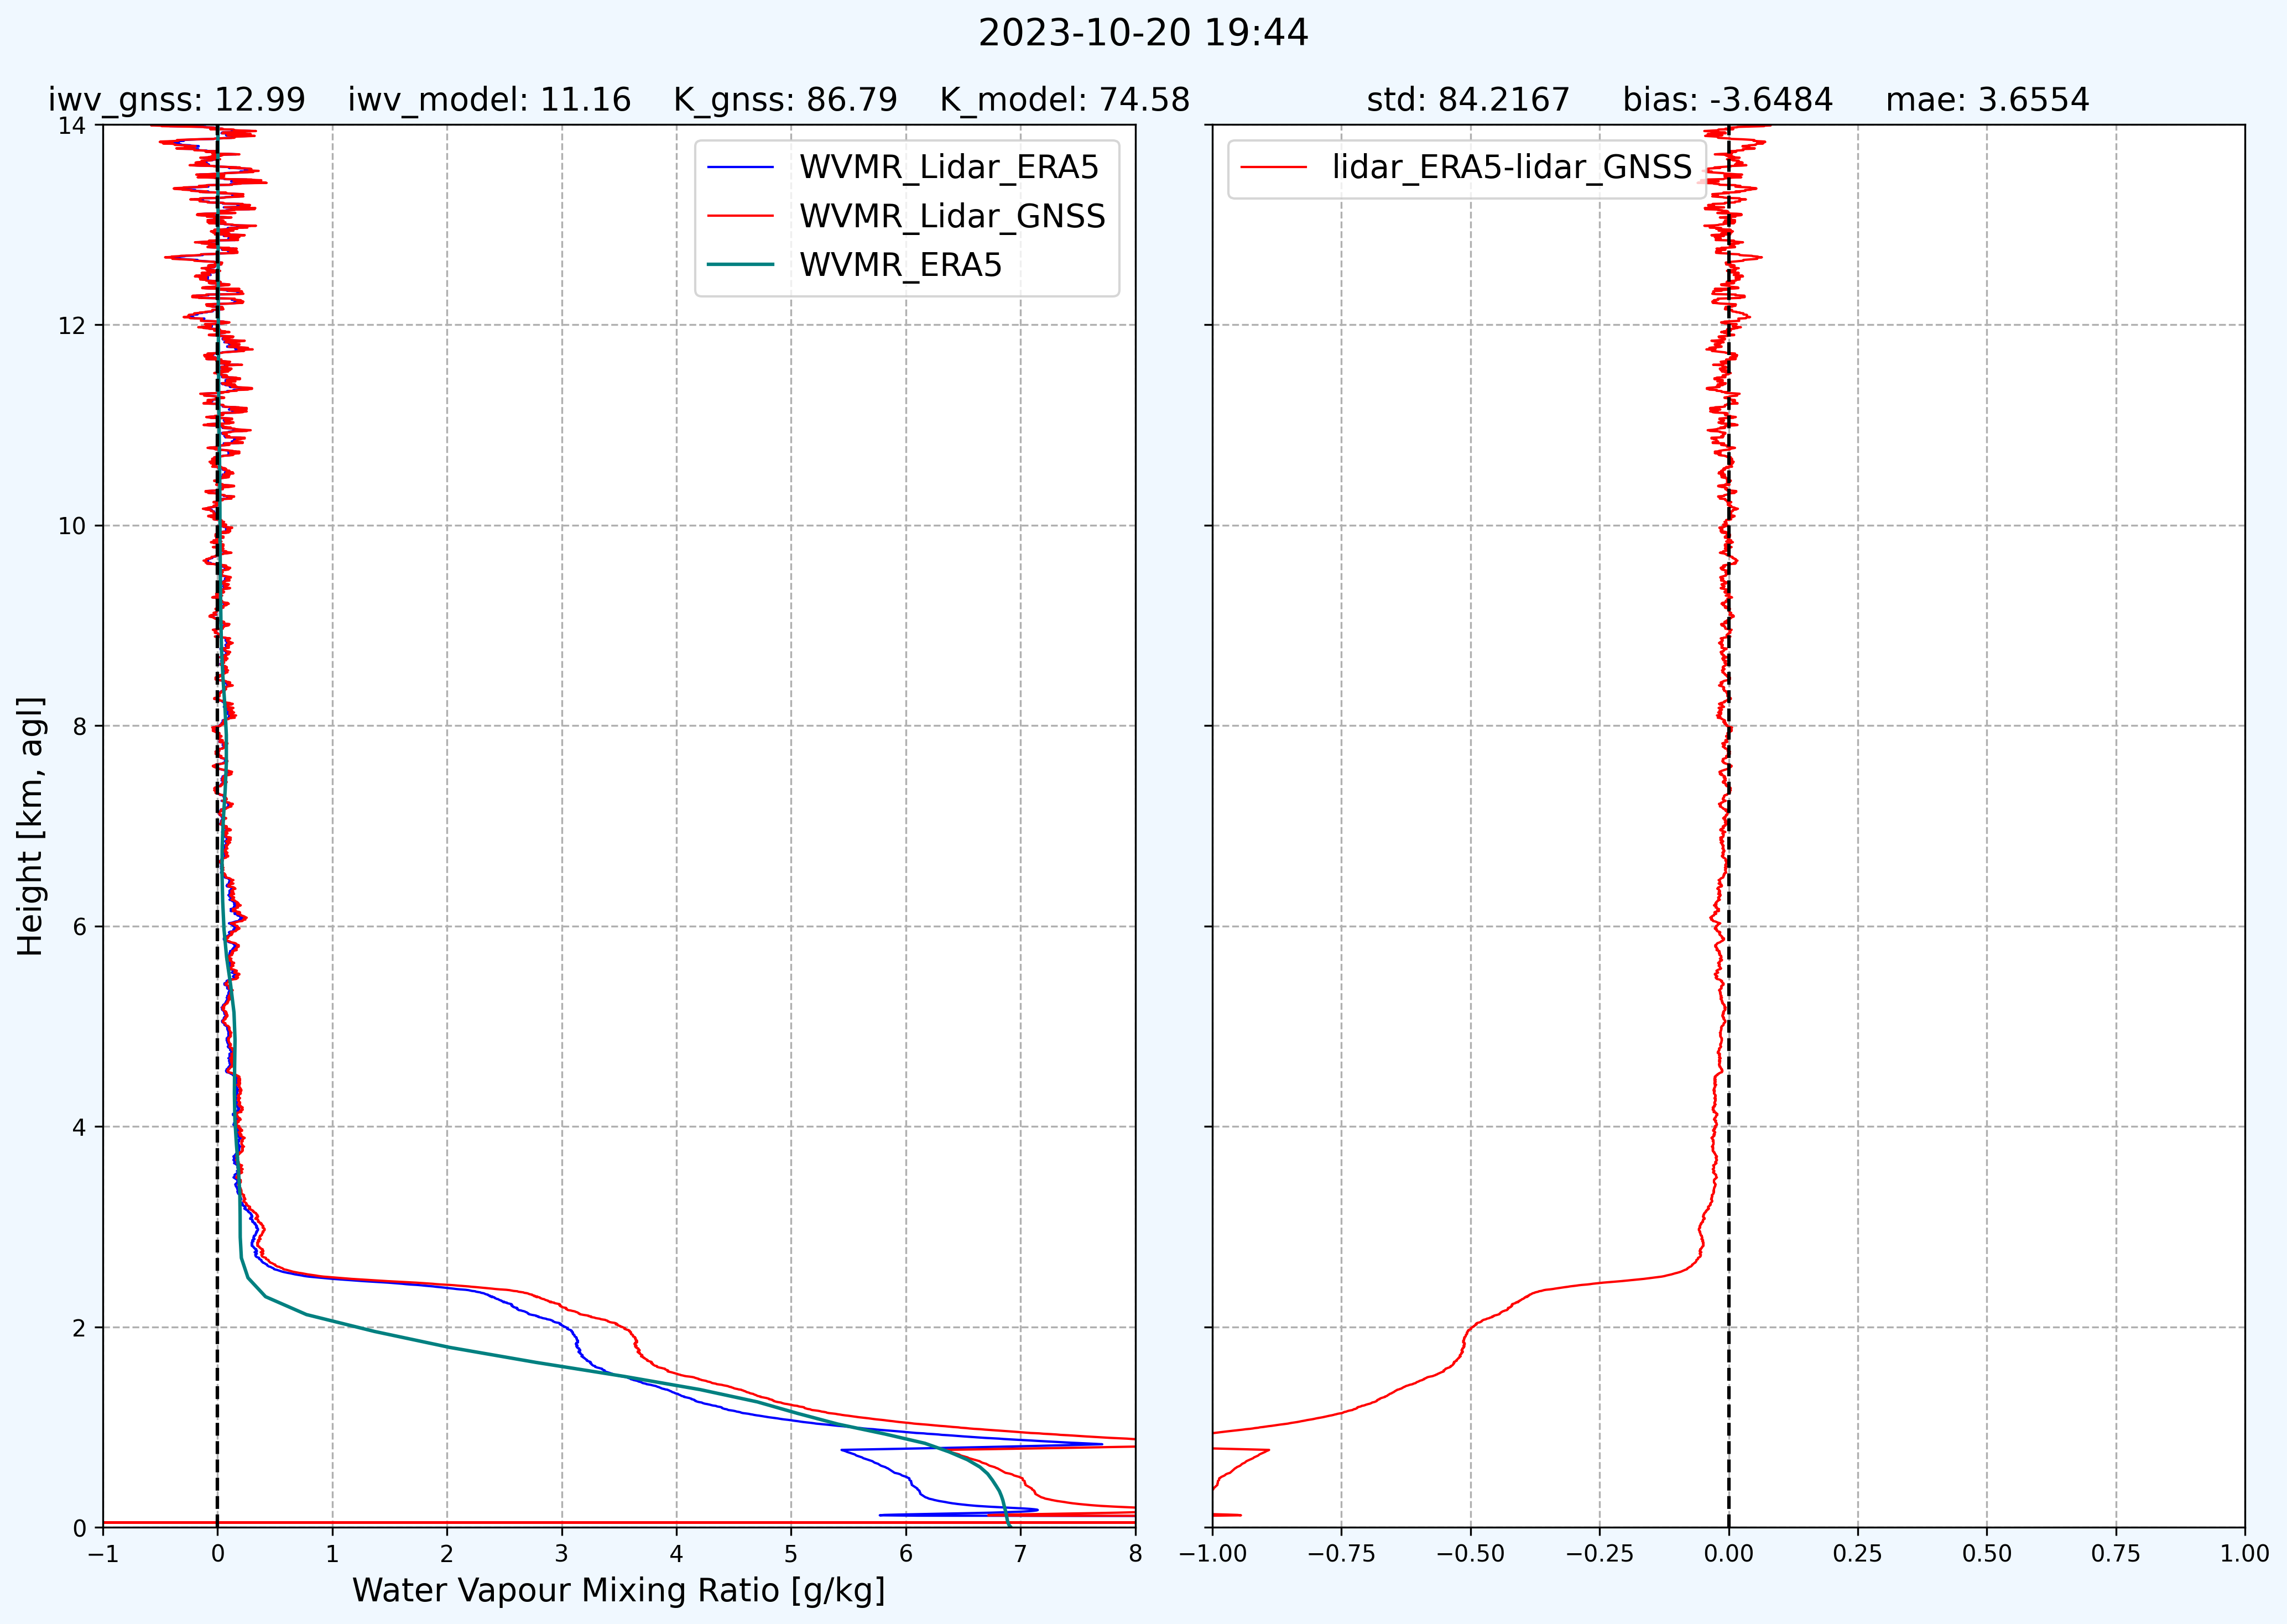 2023-10-20 19:44
iwv_gnss: 12.99 iwv_model: 11.16 K_gnss: 86.79 K_model: 74.58
std: 84.2167 bias: -3.6484 mae: 3.6554
WVMR_Lidar_ERA5
WVMR_Lidar_GNSS
WVMR_ERA5
lidar_ERA5-lidar_GNSS
Height [km, agl]
14
12
10
8
6
4
2
0
−1 0 1 2 3 4 5 6 7 8
−1.00 −0.75 −0.50 −0.25 0.00 0.25 0.50 0.75 1.00
Water Vapour Mixing Ratio [g/kg]